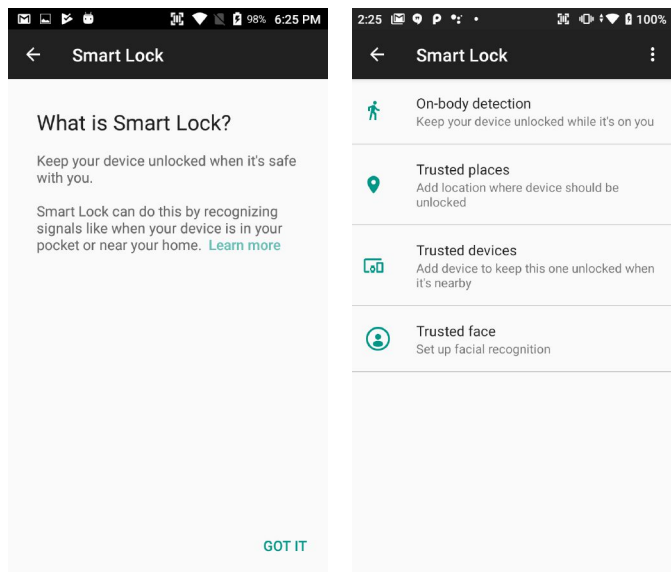 98% 6:25 PM
Smart Lock
What is Smart Lock?
Keep your device unlocked when it's safe
with you.
Smart Lock can do this by recognizing
signals like when your device is in your
pocket or near your home. Learn more
GOT IT
2:25 100%
Smart Lock
On-body detection
Keep your device unlocked while it's on you
Trusted places
Add location where device should be
unlocked
Trusted devices
Add device to keep this one unlocked when
it's nearby
Trusted face
Set up facial recognition